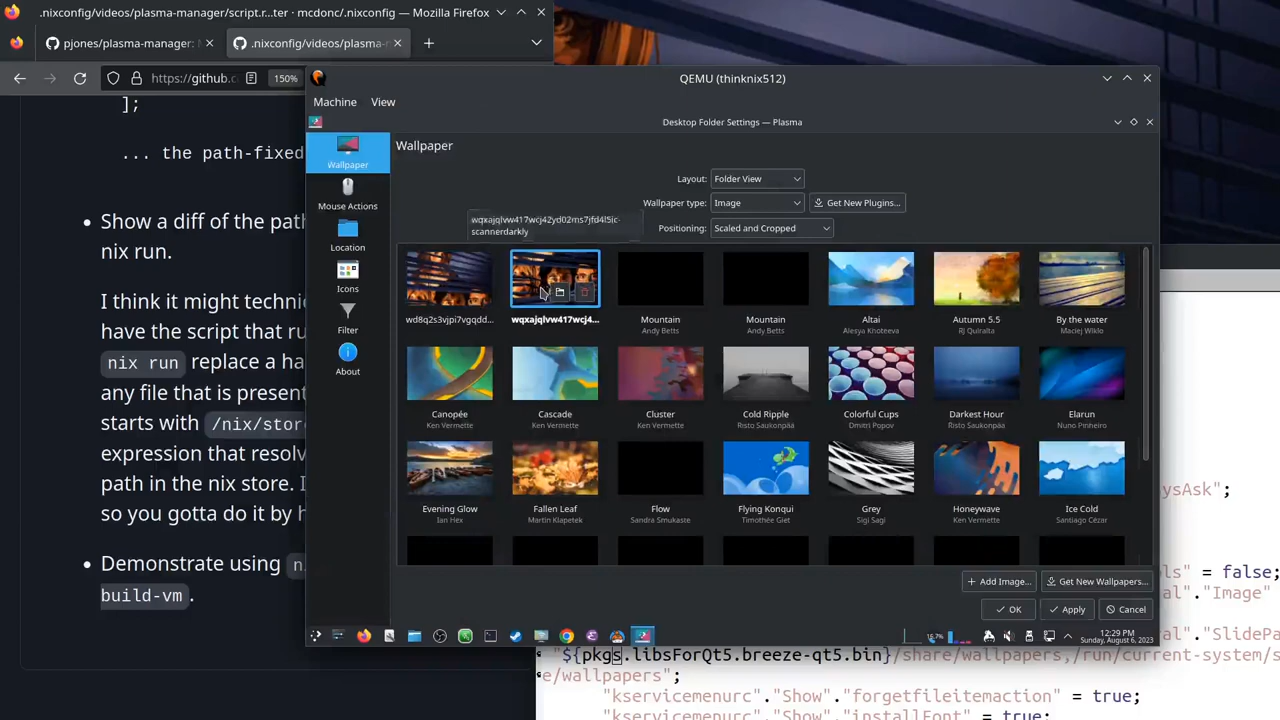 .nixconfig/videos/plasma-manager/script.r...ter · mcdonc/.nixconfig — Mozilla Firefox
pjones/plasma-manager:
.nixconfig/videos/plasma-
https://github.c
150%
];
... the path-fixed
Show a diff of the path
nix run.
I think it might technic
have the script that ru
nix run replace a ha
any file that is present
starts with /nix/store
expression that resolv
path in the nix store. I
so you gotta do it by h
Demonstrate using
build-vm.
QEMU (thinknix512)
Machine View
Desktop Folder Settings — Plasma
Wallpaper
Mouse Actions
Location
Icons
Filter
About
Wallpaper
Layout: Folder View
Wallpaper type: Image Get New Plugins...
Positioning: Scaled and Cropped
scannerdarkly
wd8q2s3vjpi7vgqdd... wqxajqlvw417wcj4... Mountain Mountain Altai Autumn 5.5 By the water
Andy Betts Andy Betts Alesya Khoteeva RJ Quiralta Maciej Wiklo
Canopée Cascade Cluster Cold Ripple Colorful Cups Darkest Hour Elarun
Ken Vermette Ken Vermette Ken Vermette Risto Saukonpää Dmitri Popov Risto Saukonpää Nuno Pinheiro
Evening Glow Fallen Leaf Flow Flying Konqui Grey Honeywave Ice Cold
Ian Hex Martin Klapetek Sandra Smukaste Timothée Giet Sigi Sagi Ken Vermette Santiago Cézar
Add Image... Get New Wallpapers...
OK Apply Cancel
15.7%
12:29 PM
Sunday, August 6, 2023
ysAsk";
ls" = false;
al"."Image"
al"."SlidePa
"${pkgs.libsForQt5.breeze-qt5.bin}/share/wallpapers,/run/current-system/s
e/wallpapers";
"kservicemenurc"."Show"."forgetfileitemaction" = true;
"kservicemenurc"."Show"."installFont" = true;